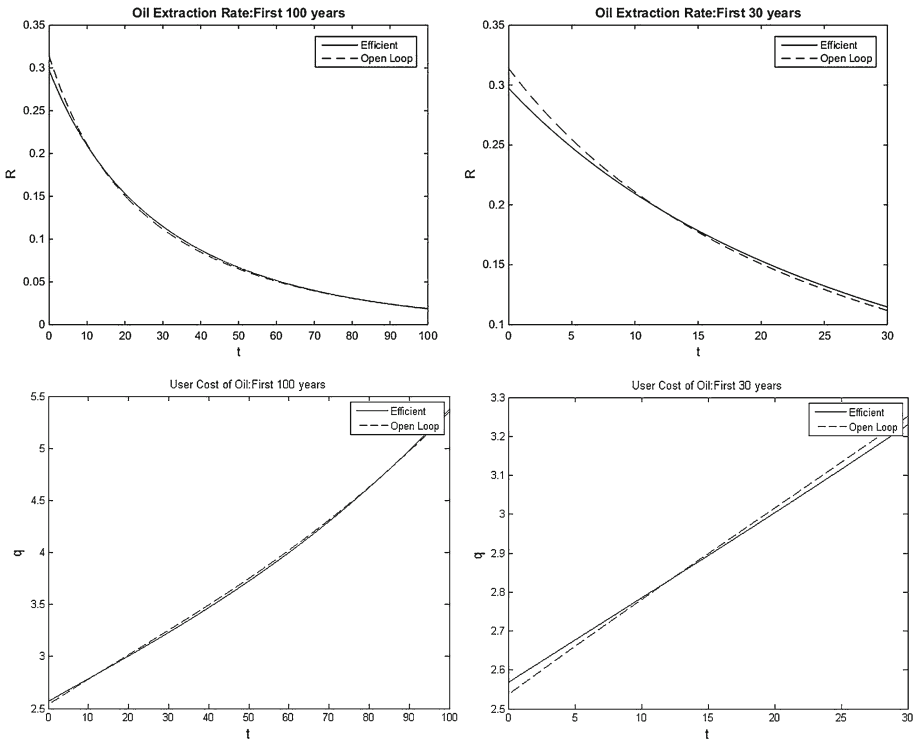 Oil Extraction Rate:First 100 years
0.35
0.3
0.25
0.2
0.15
0.1
0.05
0
R
Efficient
Open Loop
0 10 20 30 40 50 60 70 80 90 100
t
Oil Extraction Rate:First 30 years
0.35
0.3
0.25
0.2
0.15
0.1
R
Efficient
Open Loop
0 5 10 15 20 25 30
t
User Cost of Oil:First 100 years
5.5
5
4.5
4
3.5
3
2.5
q
Efficient
Open Loop
0 10 20 30 40 50 60 70 80 90 100
t
User Cost of Oil:First 30 years
3.3
3.2
3.1
3
2.9
2.8
2.7
2.6
2.5
q
Efficient
Open Loop
0 5 10 15 20 25 30
t